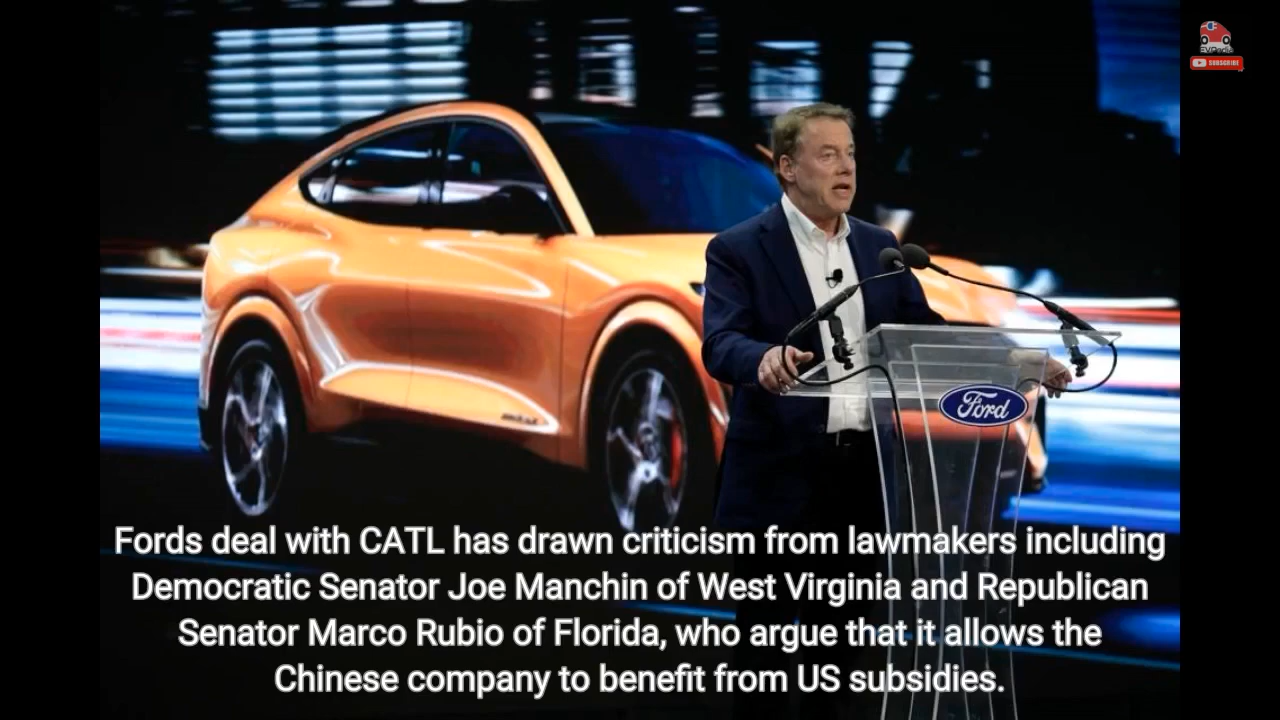 EVPedia
SUBSCRIBE
Ford
Fords deal with CATL has drawn criticism from lawmakers including
Democratic Senator Joe Manchin of West Virginia and Republican
Senator Marco Rubio of Florida, who argue that it allows the
Chinese company to benefit from US subsidies.